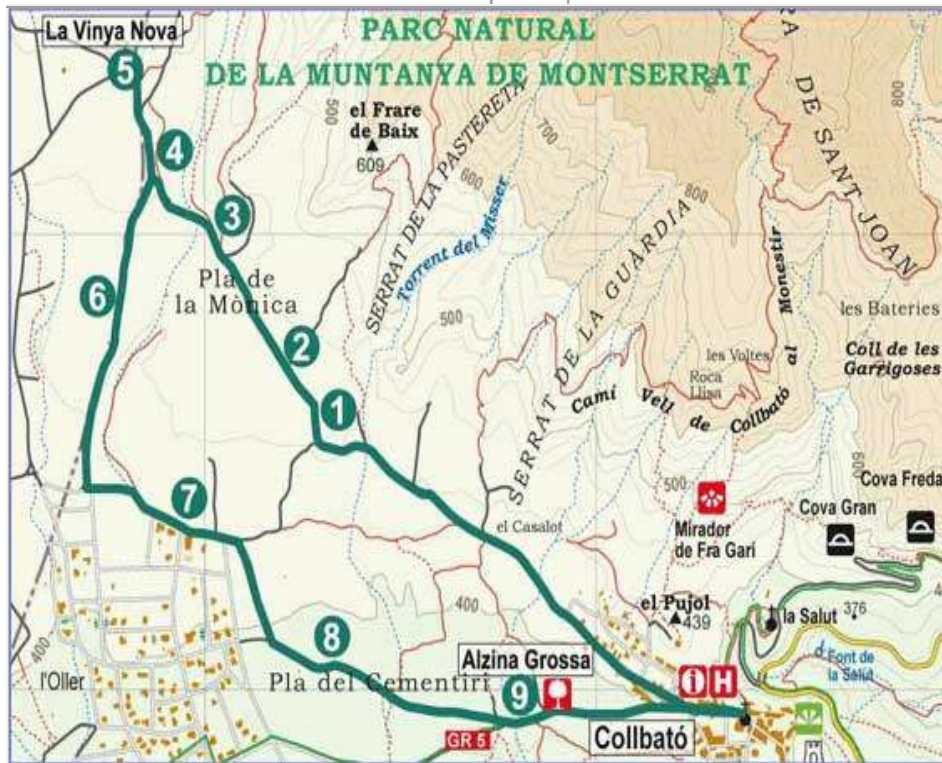 La Vinya Nova
PARC NATURAL
DE LA MUNTANYA DE MONTSERRAT
5
500
el Frare
de Baix
609
SERRAT DE LA PASTERETA
700
600
800
800
DE SANT JOAN
4
3
Torrent del Misser
SERRAT DE LA GUÀRDIA
Camí Vell de Collbató al Monestir
Pla de
la Mònica
6
2
500
les Bateries
les Voltes
Roca
Llisa
Coll de les
Garrigoses
1
7
500
600
Cova Freda
Cova Gran
el Casalot
Mirador
de Fra Garí
400
el Pujol
439
la Salut
376
Font de
la Salut
400
8
l'Oller
Pla del Cementiri
Alzina Grossa
9
i H
GR 5
Collbató